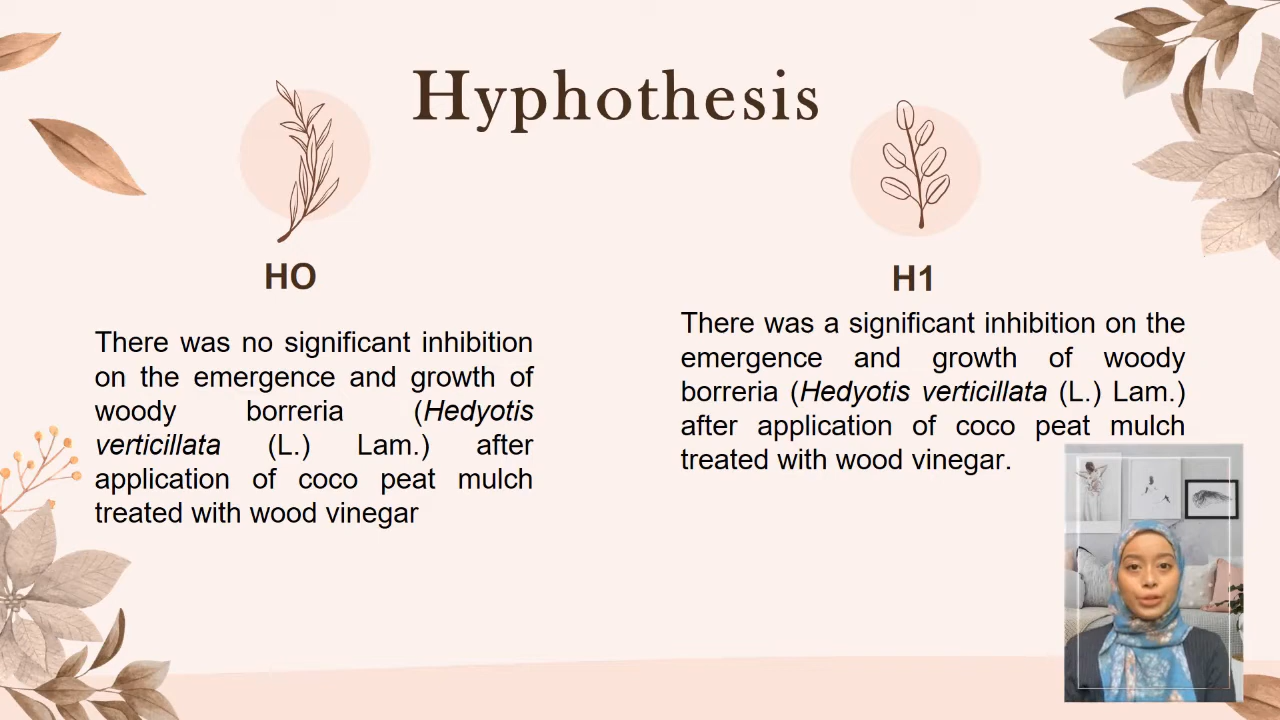 Hyphothesis
HO
There was no significant inhibition
on the emergence and growth of
woody borreria (Hedyotis
verticillata (L.) Lam.) after
application of coco peat mulch
treated with wood vinegar
H1
There was a significant inhibition on the
emergence and growth of woody
borreria (Hedyotis verticillata (L.) Lam.)
after application of coco peat mulch
treated with wood vinegar.